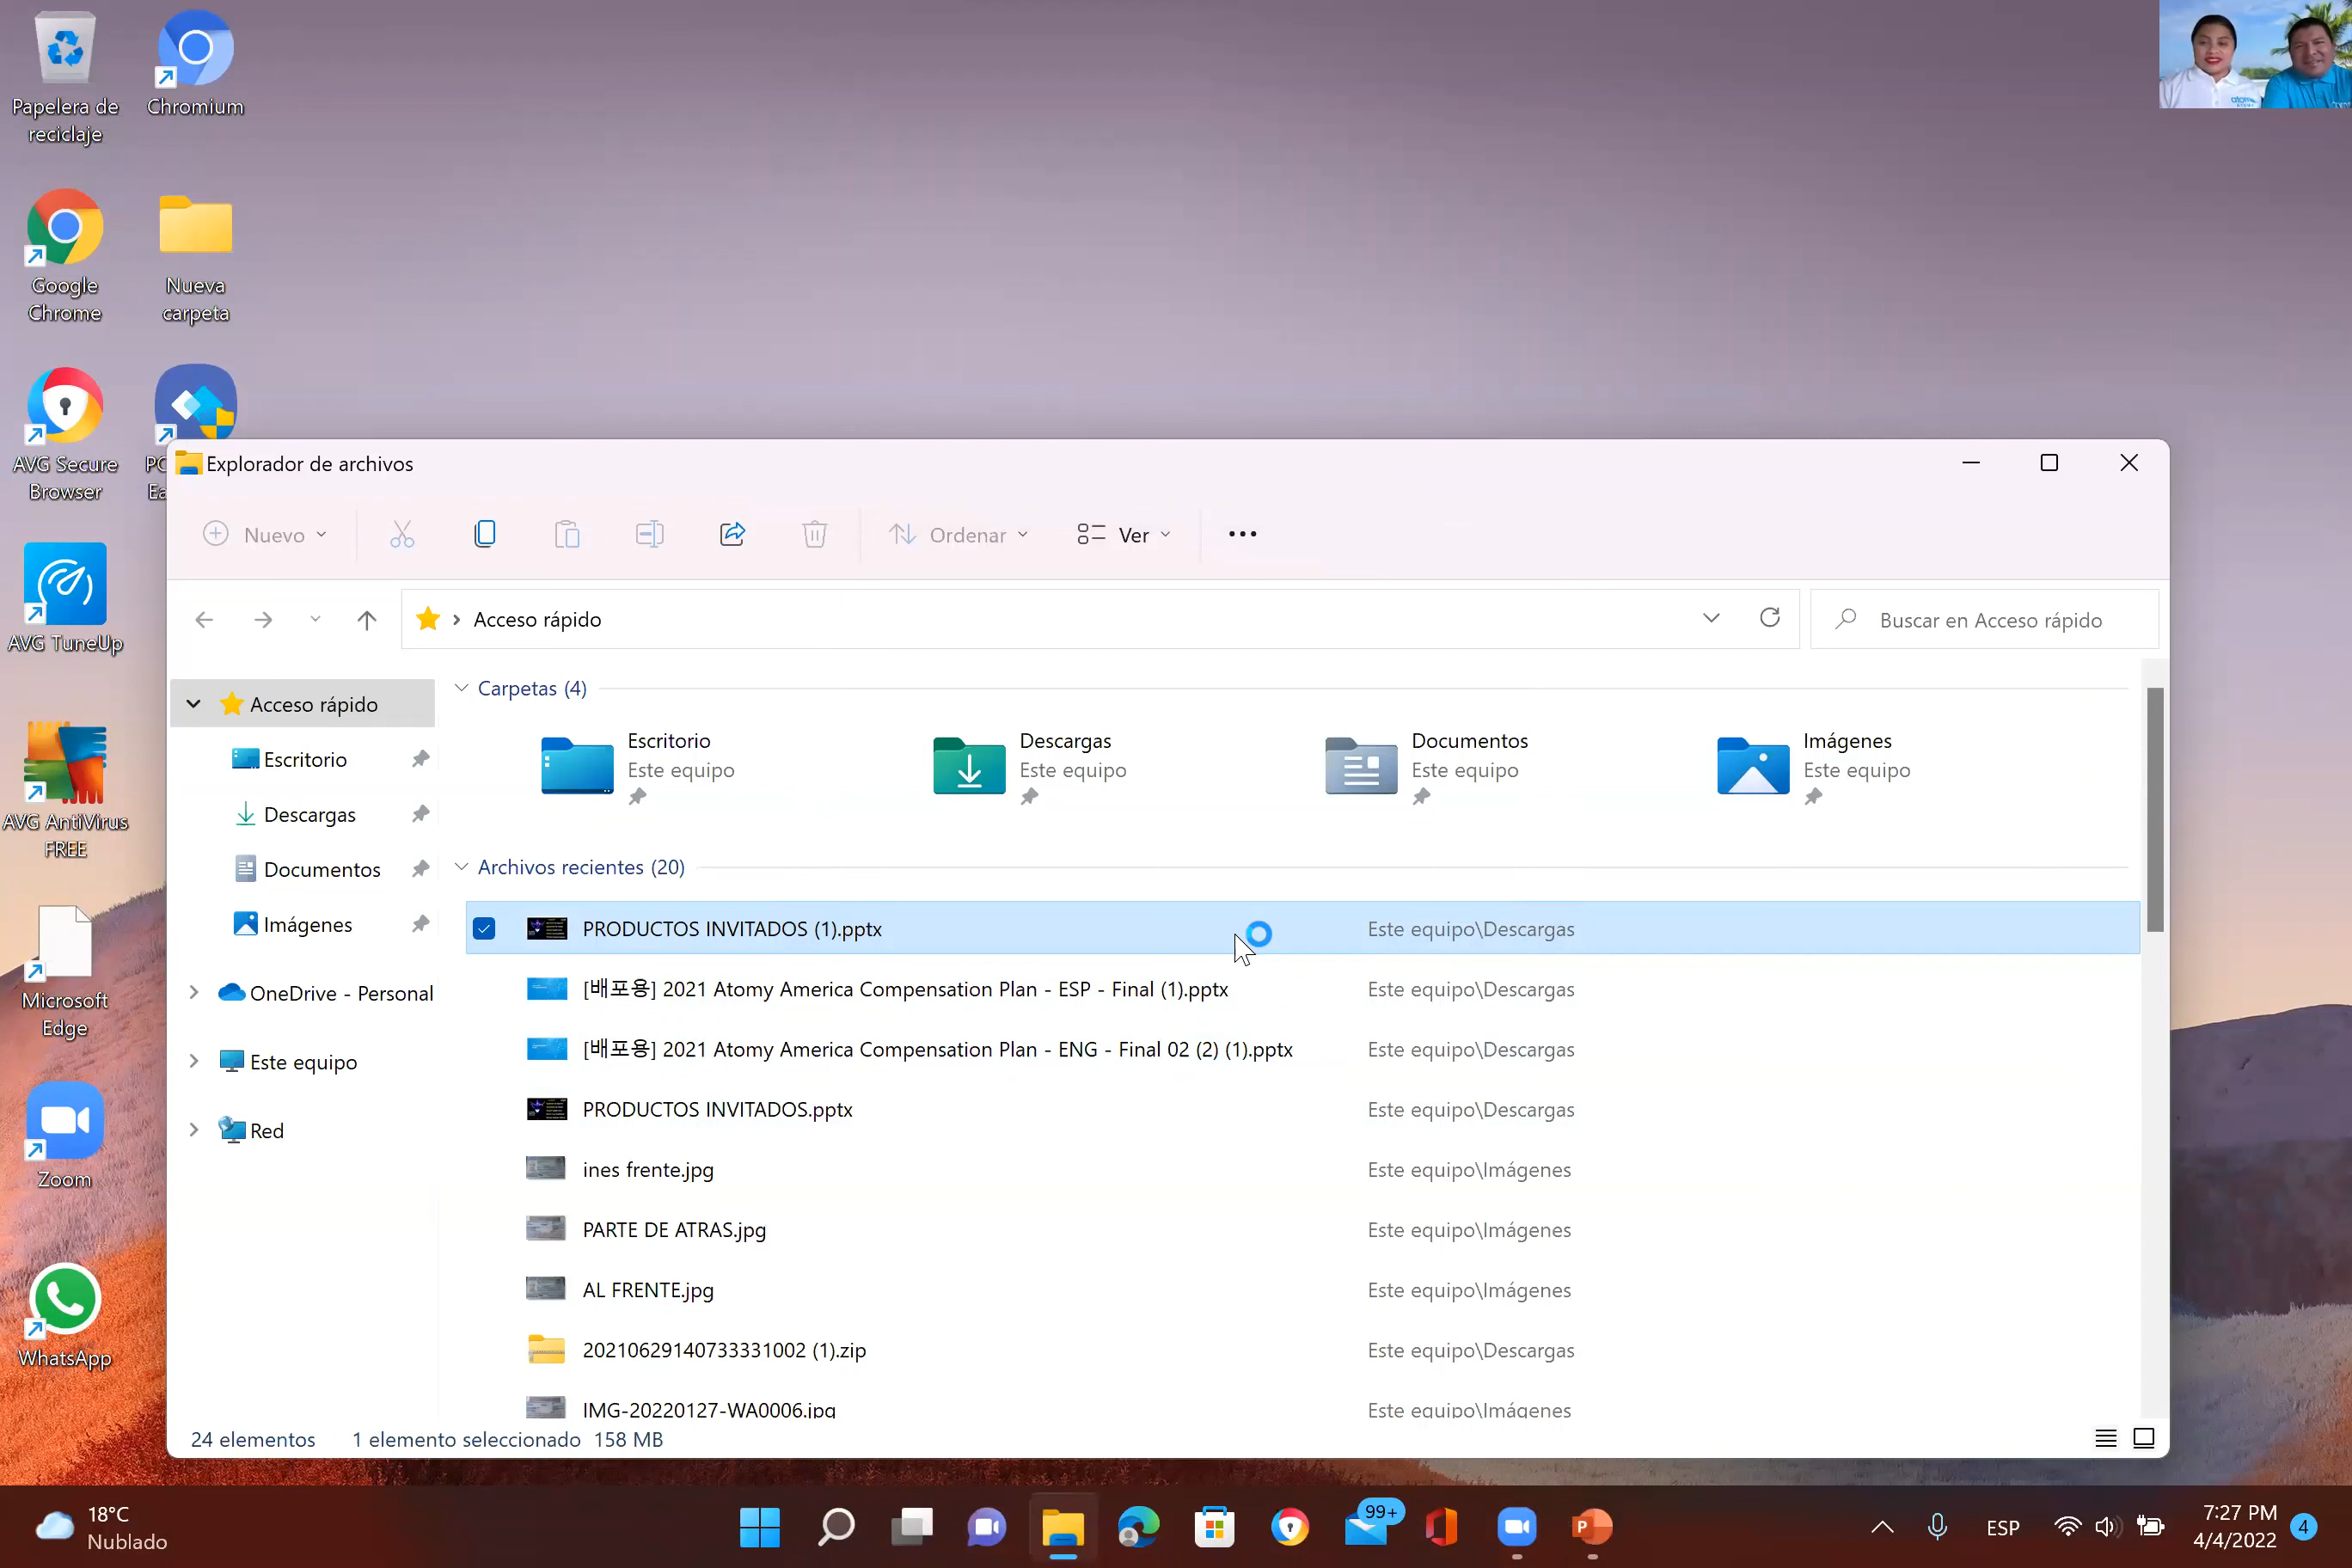 Papelera de
reciclaje
Chromium
Google
Chrome
Nueva
carpeta
AVG Secure
Browser
AVG TuneUp
AVG AntiVirus
FREE
Microsoft
Edge
Zoom
WhatsApp
Explorador de archivos
Nuevo
Ordenar
Ver
Acceso rápido
Buscar en Acceso rápido
Acceso rápido
Escritorio
Descargas
Documentos
Imágenes
OneDrive - Personal
Este equipo
Red
Carpetas (4)
Escritorio
Este equipo
Descargas
Este equipo
Documentos
Este equipo
Imágenes
Este equipo
Archivos recientes (20)
PRODUCTOS INVITADOS (1).pptx Este equipo\Descargas
[배포용] 2021 Atomy America Compensation Plan - ESP - Final (1).pptx Este equipo\Descargas
[배포용] 2021 Atomy America Compensation Plan - ENG - Final 02 (2) (1).pptx Este equipo\Descargas
PRODUCTOS INVITADOS.pptx Este equipo\Descargas
ines frente.jpg Este equipo\Imágenes
PARTE DE ATRAS.jpg Este equipo\Imágenes
AL FRENTE.jpg Este equipo\Imágenes
20210629140733331002 (1).zip Este equipo\Descargas
IMG-20220127-WA0006.jpg Este equipo\Imágenes
24 elementos 1 elemento seleccionado 158 MB
18°C
Nublado
99+
ESP
7:27 PM
4/4/2022
4